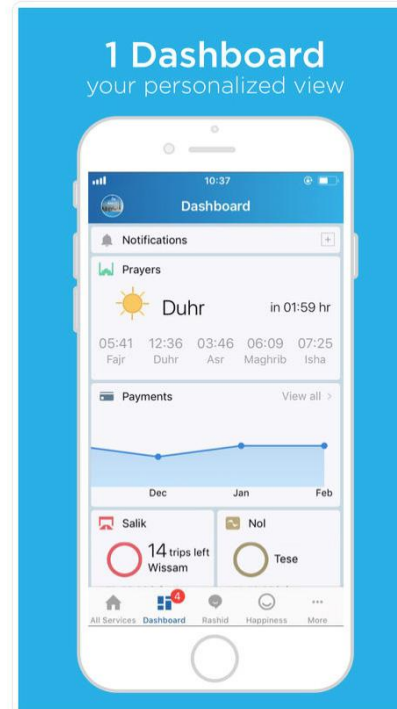 1 Dashboard
your personalized view
10:37
Dashboard
Notifications
Prayers
Duhr in 01:59 hr
05:41 12:36 03:46 06:09 07:25
Fajr Duhr Asr Maghrib Isha
Payments View all >
Dec Jan Feb
Salik Nol
14 trips left
Wissam
Tese
4
All Services Dashboard Rashid Happiness More